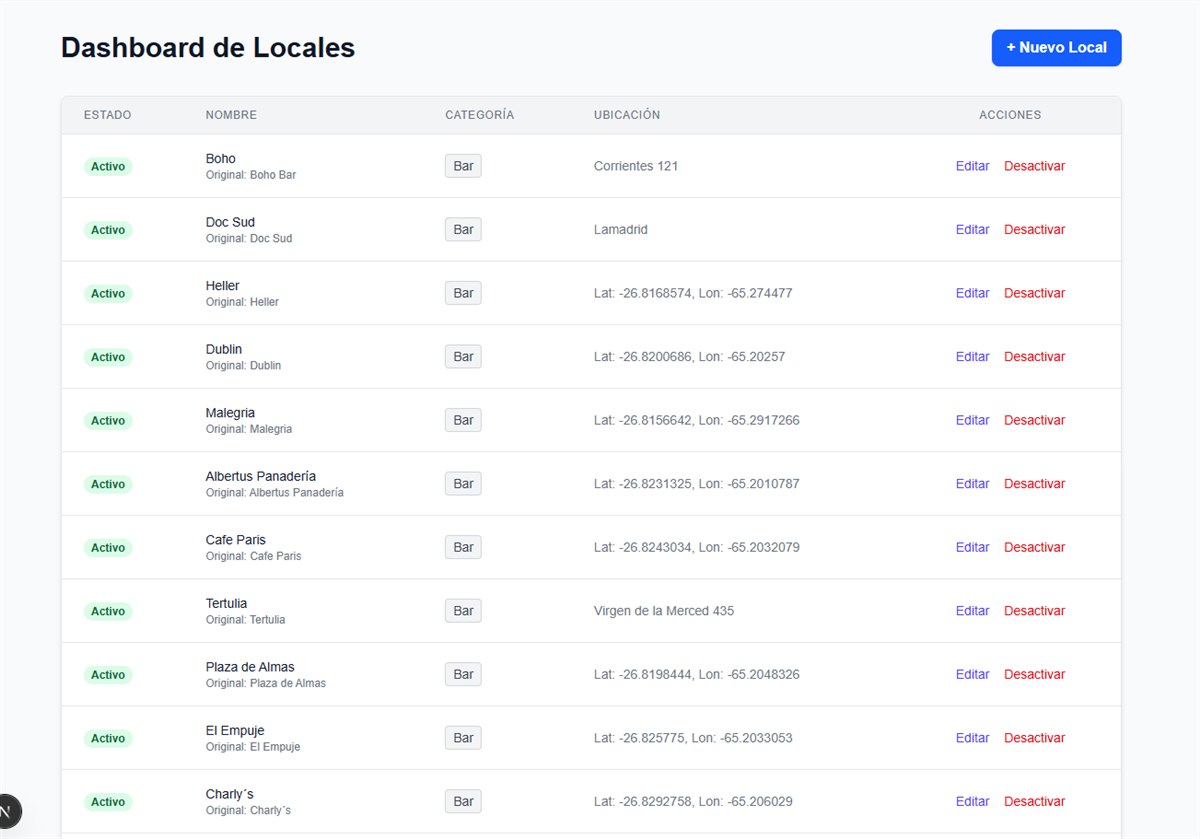 Dashboard de Locales
+ Nuevo Local
ESTADO NOMBRE CATEGORÍA UBICACIÓN ACCIONES
Activo Boho Bar Corrientes 121 Editar Desactivar
Original: Boho Bar
Activo Doc Sud Bar Lamadrid Editar Desactivar
Original: Doc Sud
Activo Heller Bar Lat: -26.8168574, Lon: -65.274477 Editar Desactivar
Original: Heller
Activo Dublin Bar Lat: -26.8200686, Lon: -65.20257 Editar Desactivar
Original: Dublin
Activo Malegria Bar Lat: -26.8156642, Lon: -65.2917266 Editar Desactivar
Original: Malegria
Activo Albertus Panadería Bar Lat: -26.8231325, Lon: -65.2010787 Editar Desactivar
Original: Albertus Panadería
Activo Cafe Paris Bar Lat: -26.8243034, Lon: -65.2032079 Editar Desactivar
Original: Cafe Paris
Activo Tertulia Bar Virgen de la Merced 435 Editar Desactivar
Original: Tertulia
Activo Plaza de Almas Bar Lat: -26.8198444, Lon: -65.2048326 Editar Desactivar
Original: Plaza de Almas
Activo El Empuje Bar Lat: -26.825775, Lon: -65.2033053 Editar Desactivar
Original: El Empuje
Activo Charly´s Bar Lat: -26.8292758, Lon: -65.206029 Editar Desactivar
Original: Charly´s
N